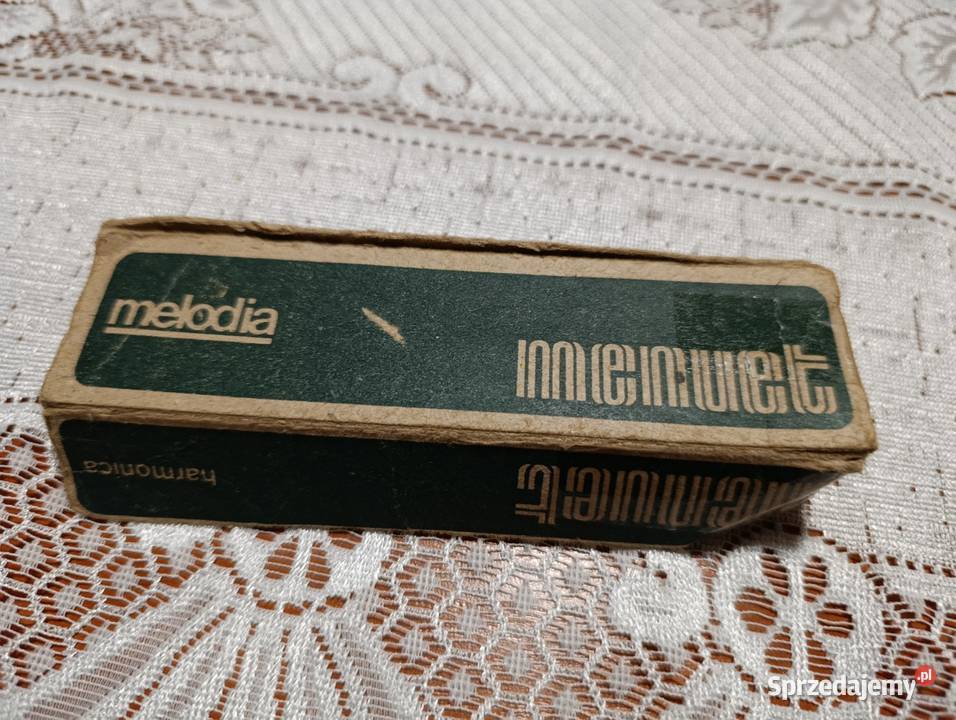 melodia
menuet
harmonica
menuet
Sprzedajemy.pl